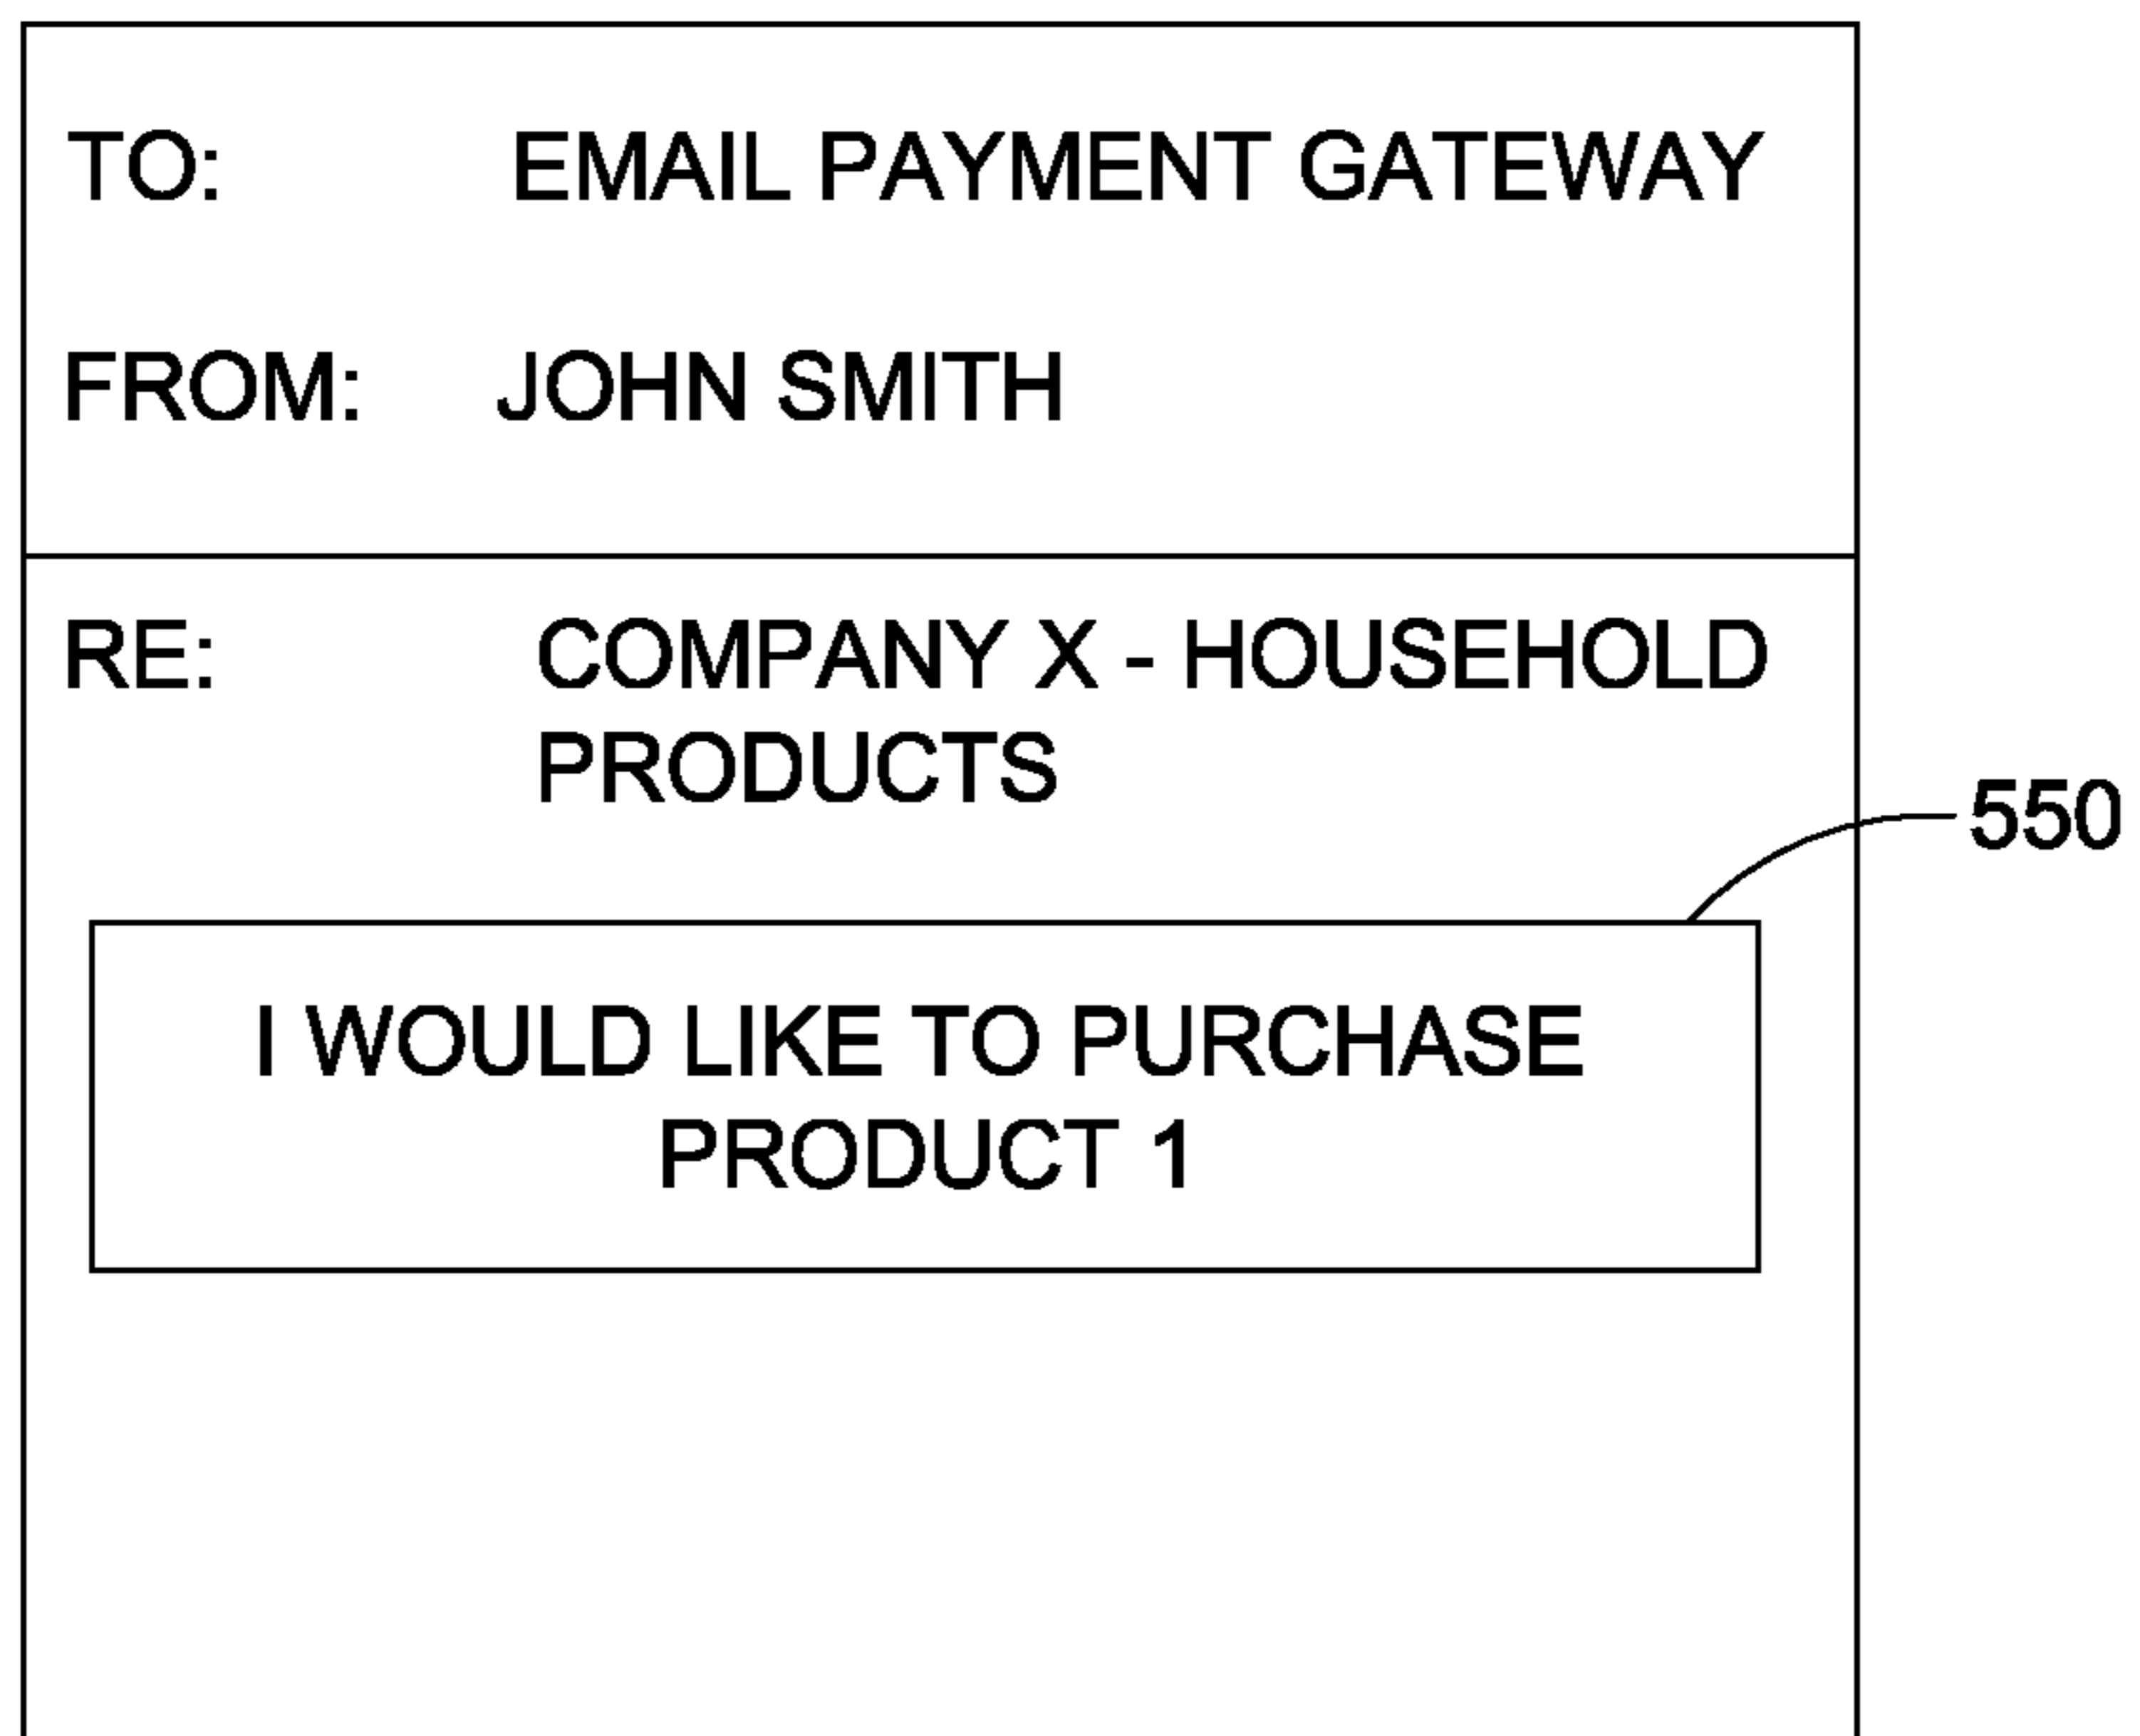 TO: EMAIL PAYMENT GATEWAY
FROM: JOHN SMITH
RE: COMPANY X - HOUSEHOLD
PRODUCTS
550
I WOULD LIKE TO PURCHASE
PRODUCT 1